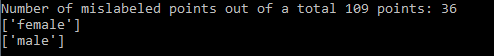 Number of mislabeled points out of a total 109 points: 36
['female']
['male']